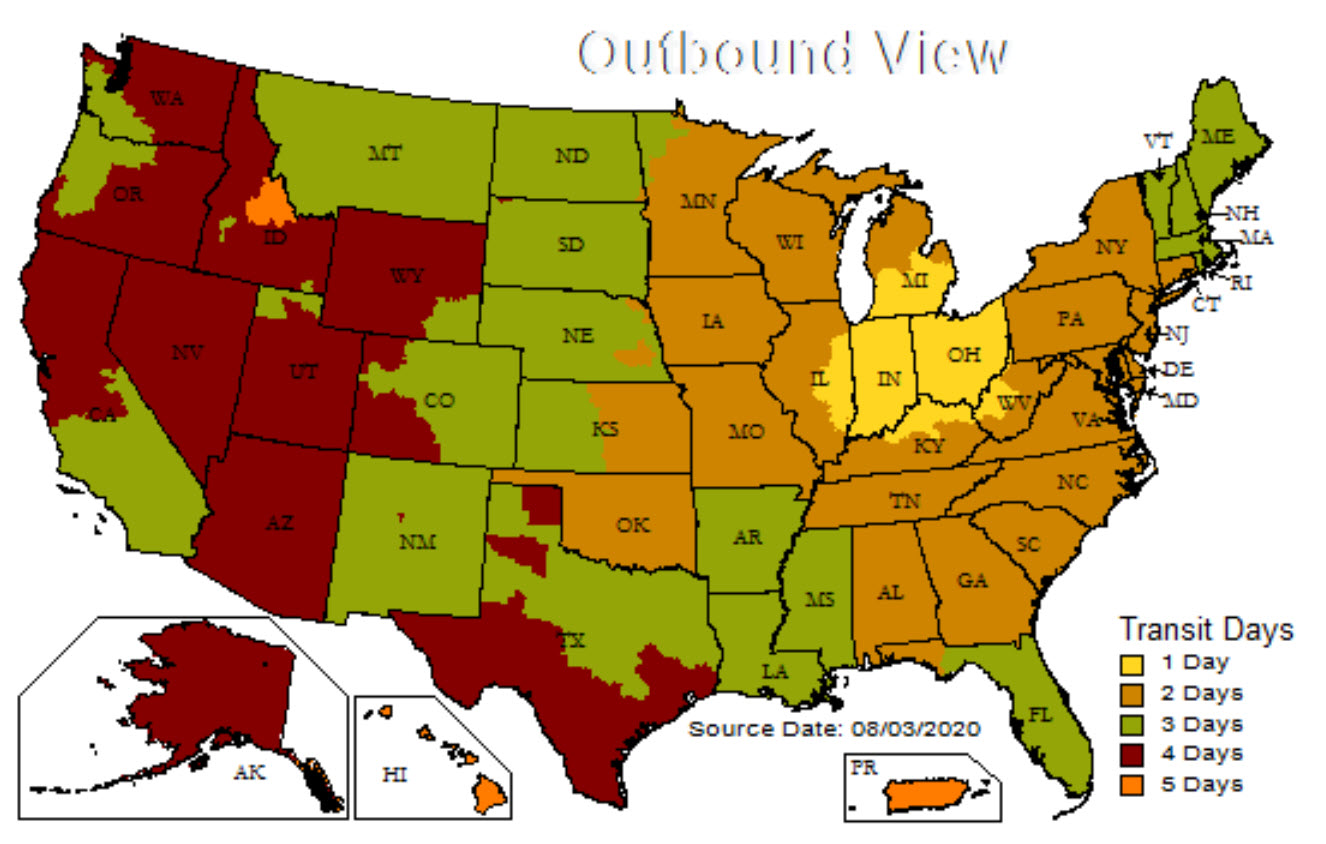 Outbound View
WA
MT
ND
MN
VT
ME
OR
ID
SD
WI
MI
NY
NH
MA
RI
CT
WY
NE
IA
PA
NJ
NV
UT
CO
IL
IN
OH
DE
MD
CA
KS
MO
WV
VA
KY
AZ
NM
OK
AR
TN
NC
SC
MS
AL
GA
TX
LA
FL
Transit Days
1 Day
2 Days
3 Days
4 Days
5 Days
Source Date: 08/03/2020
AK
HI
PR